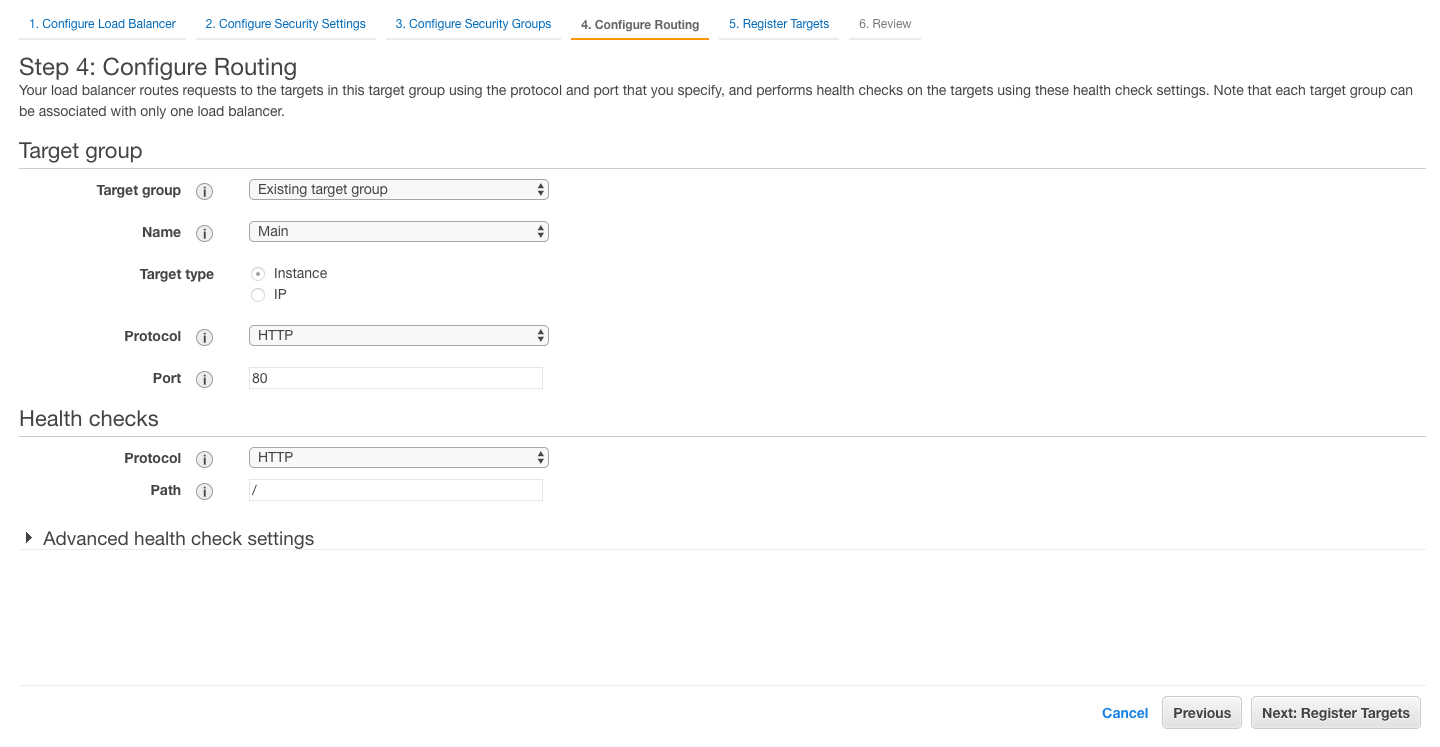 1. Configure Load Balancer 2. Configure Security Settings 3. Configure Security Groups 4. Configure Routing 5. Register Targets 6. Review
Step 4: Configure Routing
Your load balancer routes requests to the targets in this target group using the protocol and port that you specify, and performs health checks on the targets using these health check settings. Note that each target group can
be associated with only one load balancer.
Target group
Target group i Existing target group
Name i Main
Target type Instance
IP
Protocol i HTTP
Port i 80
Health checks
Protocol i HTTP
Path i /
Advanced health check settings
Cancel Previous Next: Register Targets